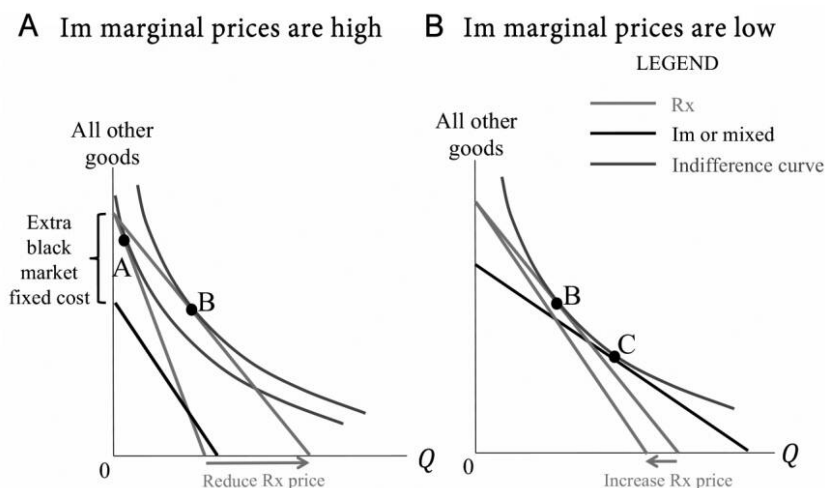 A Im marginal prices are high
All other
goods
Extra
black
market
fixed cost
A
B
0
Q
Reduce Rx price
B Im marginal prices are low
LEGEND
Rx
Im or mixed
Indifference curve
All other
goods
B
C
0
Q
Increase Rx price